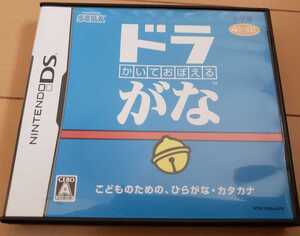 NINTENDO DS
SEGA
ドラ
かいておぼえる
がな
こどものための、ひらがな・カタカナ
CERO
A